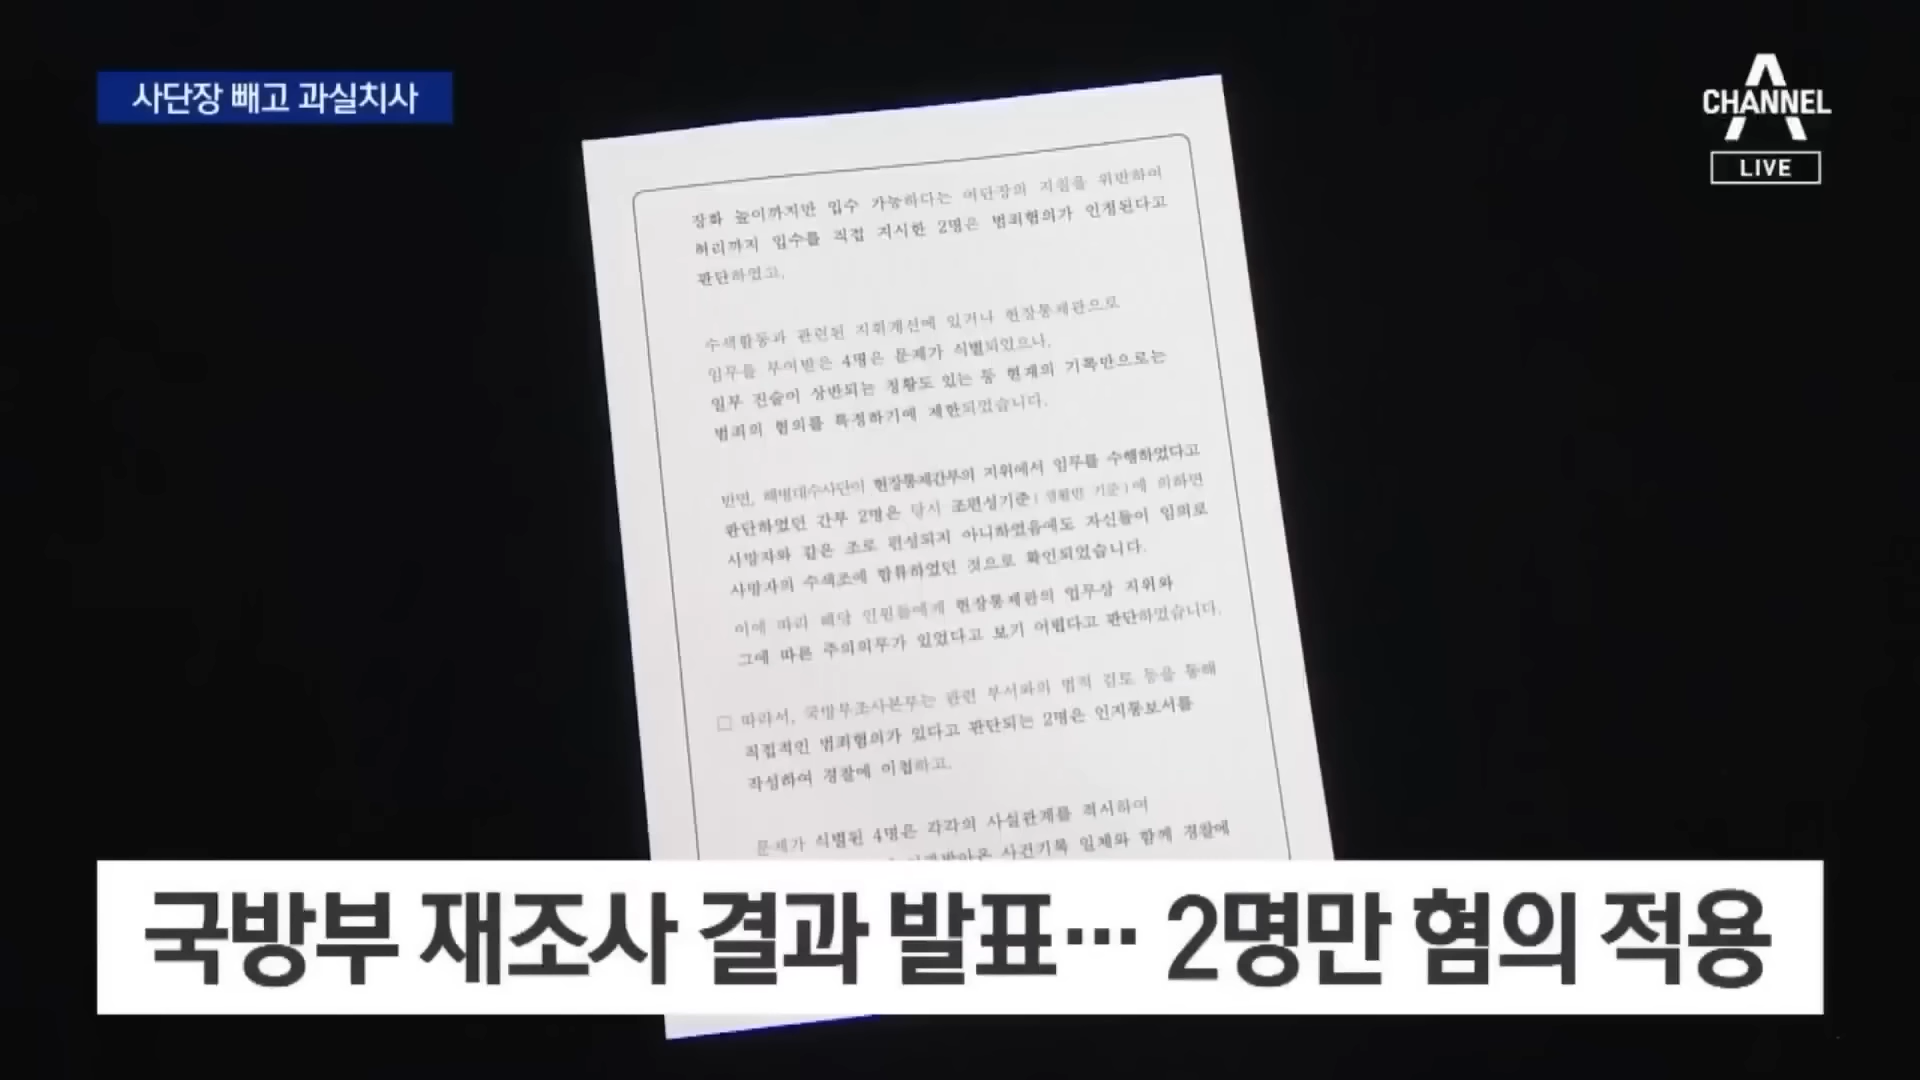 사단장 빼고 과실치사
CHANNEL
LIVE
장화 높이까지만 입수 가능하다는 여단장의 지침을 위반하여
허리까지 입수를 직접 지시한 2명은 범죄혐의가 인정된다고
판단하였고,
수색활동과 관련된 지휘계선에 있거나 현장통제관으로
임무를 부여받은 4명은 문제가 식별되었으나,
일부 진술이 상반되는 정황도 있는 등 현재의 기록만으로는
범죄의 혐의를 특정하기에 제한되었습니다.
반면, 해병대수사단이 현장통제간부의 지위에서 임무를 수행하였다고
판단하였던 간부 2명은 당시 조편성기준(생활반 기준)에 의하면
사망자와 같은 조로 편성되지 아니하였음에도 자신들이 임의로
사망자의 수색조에 합류하였던 것으로 확인되었습니다.
이에 따라 해당 인원들에게 현장통제관의 업무상 지위와
그에 따른 주의의무가 있었다고 보기 어렵다고 판단하였습니다.
□ 따라서, 국방부조사본부는 관련 부서와의 법적 검토 등을 통해
직접적인 범죄혐의가 있다고 판단되는 2명은 인지통보서를
작성하여 경찰에 이첩하고,
문제가 식별된 4명은 각각의 사실관계를 적시하여
사건기록 일체와 함께 경찰에
국방부 재조사 결과 발표… 2명만 혐의 적용